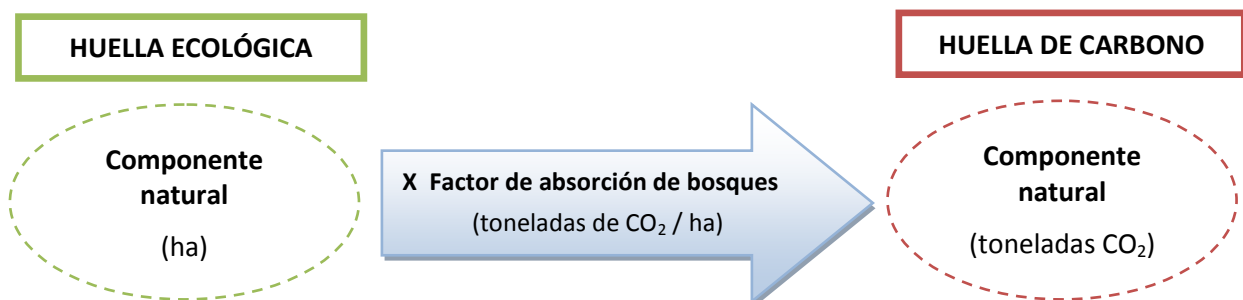 HUELLA ECOLÓGICA
Componente
natural
(ha)
X Factor de absorción de bosques
(toneladas de CO₂ / ha)
HUELLA DE CARBONO
Componente
natural
(toneladas CO₂)